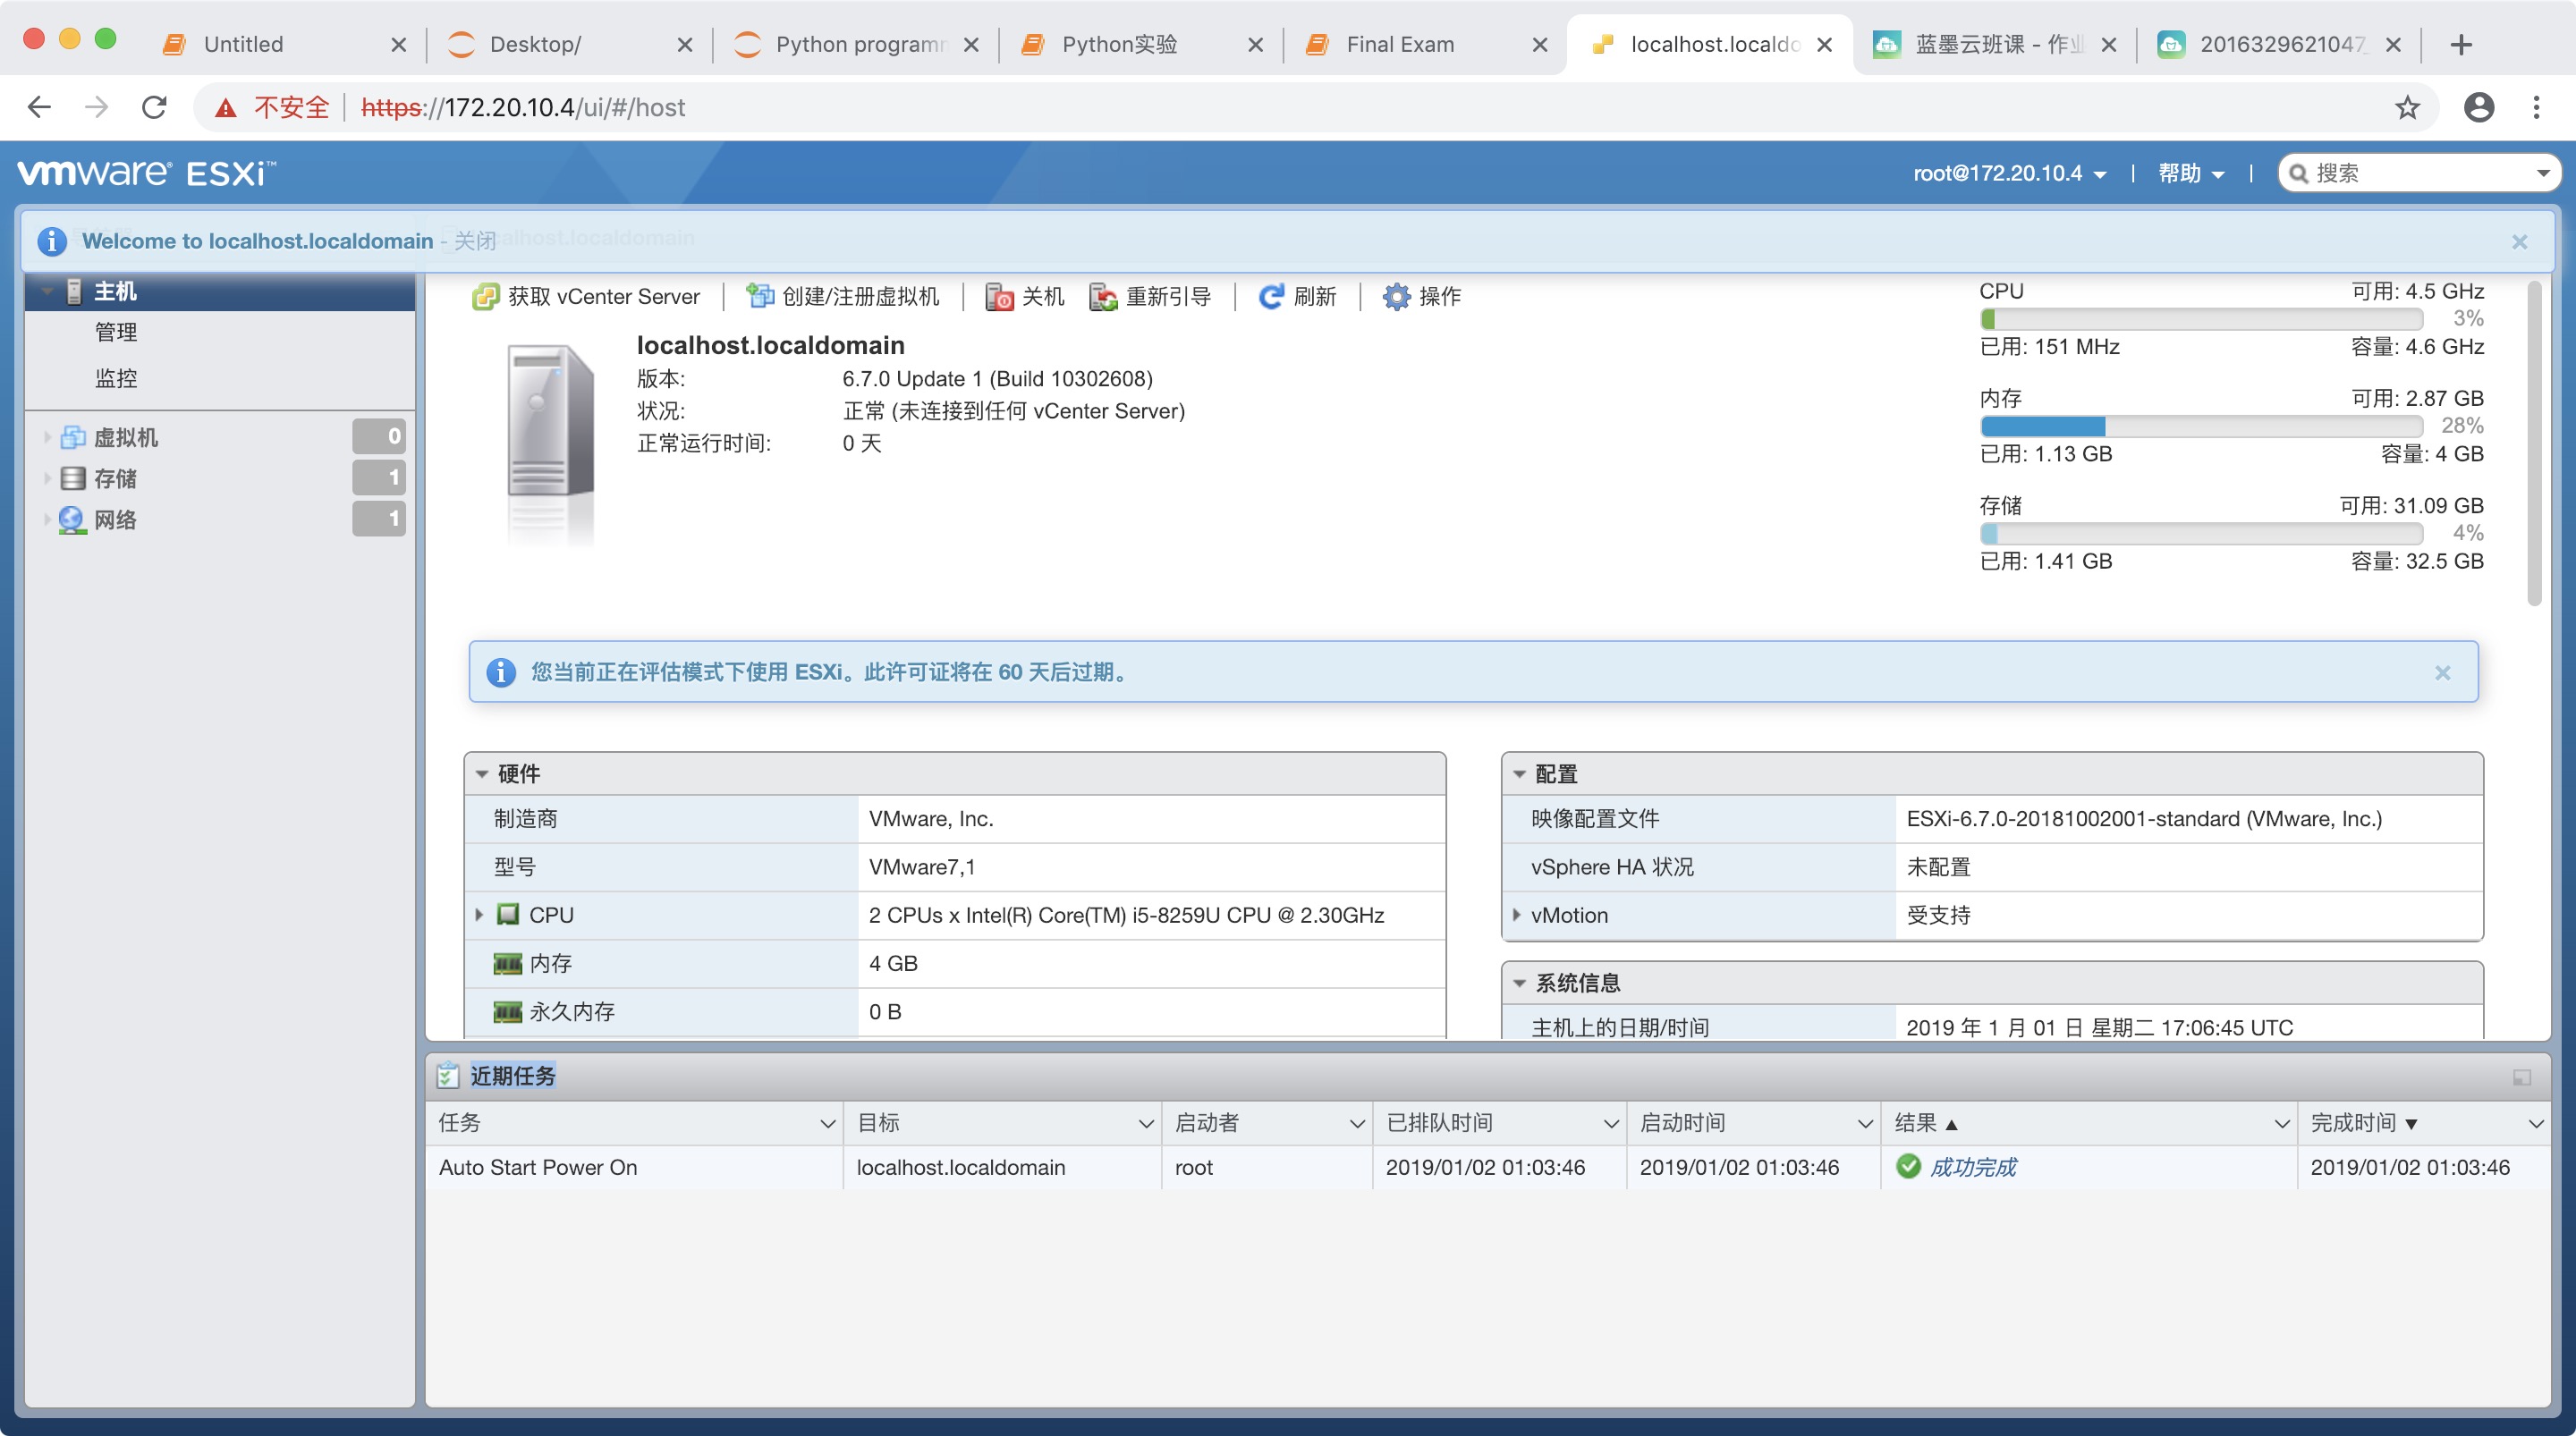 Untitled
Desktop/
Python programm
Python实验
Final Exam
localhost.localdo
蓝墨云班课 - 作业
2016329621047_
不安全 https://172.20.10.4/ui/#/host
vmware® ESXi™
root@172.20.10.4
帮助
搜索
Welcome to localhost.localdomain - 关闭
主机
管理
监控
虚拟机 0
存储 1
网络 1
获取 vCenter Server
创建/注册虚拟机
关机
重新引导
刷新
操作
localhost.localdomain
版本: 6.7.0 Update 1 (Build 10302608)
状况: 正常 (未连接到任何 vCenter Server)
正常运行时间: 0 天
CPU 可用: 4.5 GHz
3%
已用: 151 MHz 容量: 4.6 GHz
内存 可用: 2.87 GB
28%
已用: 1.13 GB 容量: 4 GB
存储 可用: 31.09 GB
4%
已用: 1.41 GB 容量: 32.5 GB
您当前正在评估模式下使用 ESXi。此许可证将在 60 天后过期。
硬件
制造商 VMware, Inc.
型号 VMware7,1
CPU 2 CPUs x Intel(R) Core(TM) i5-8259U CPU @ 2.30GHz
内存 4 GB
永久内存 0 B
配置
映像配置文件 ESXi-6.7.0-20181002001-standard (VMware, Inc.)
vSphere HA 状况 未配置
vMotion 受支持
系统信息
主机上的日期/时间 2019 年 1 月 01 日 星期二 17:06:45 UTC
近期任务
任务 目标 启动者 已排队时间 启动时间 结果 ▲ 完成时间 ▼
Auto Start Power On localhost.localdomain root 2019/01/02 01:03:46 2019/01/02 01:03:46 成功完成 2019/01/02 01:03:46